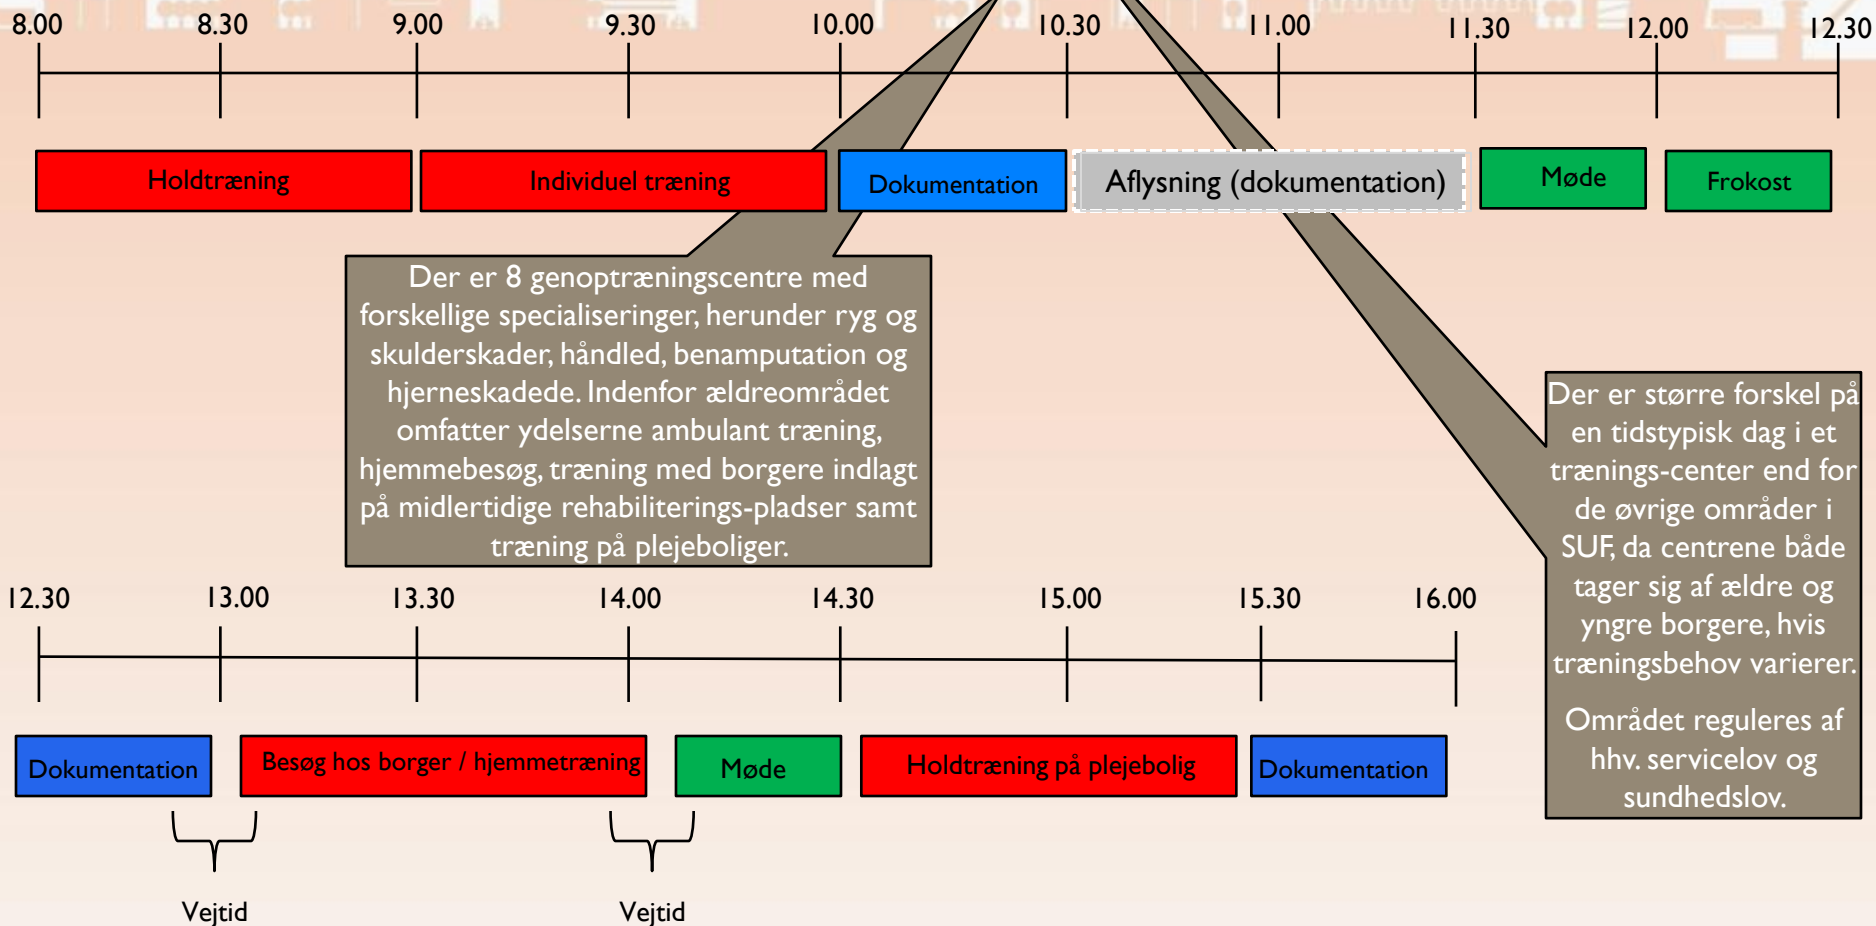 8.00 8.30 9.00 9.30 10.00 10.30 11.00 11.30 12.00 12.30
Holdtræning Individuel træning Dokumentation Aflysning (dokumentation) Møde Frokost
Der er 8 genoptræningscentre med
forskellige specialiseringer, herunder ryg og
skulderskader, håndled, benamputation og
hjerneskadede. Indenfor ældreområdet
omfatter ydelserne ambulant træning,
hjemmebesøg, træning med borgere indlagt
på midlertidige rehabiliterings-pladser samt
træning på plejeboliger.
Der er større forskel på
en tidstypisk dag i et
trænings-center end for
de øvrige områder i
SUF, da centrene både
tager sig af ældre og
yngre borgere, hvis
træningsbehov varierer.
Området reguleres af
hhv. servicelov og
sundhedslov.
12.30 13.00 13.30 14.00 14.30 15.00 15.30 16.00
Dokumentation Besøg hos borger / hjemmetræning Møde Holdtræning på plejebolig Dokumentation
Vejtid Vejtid